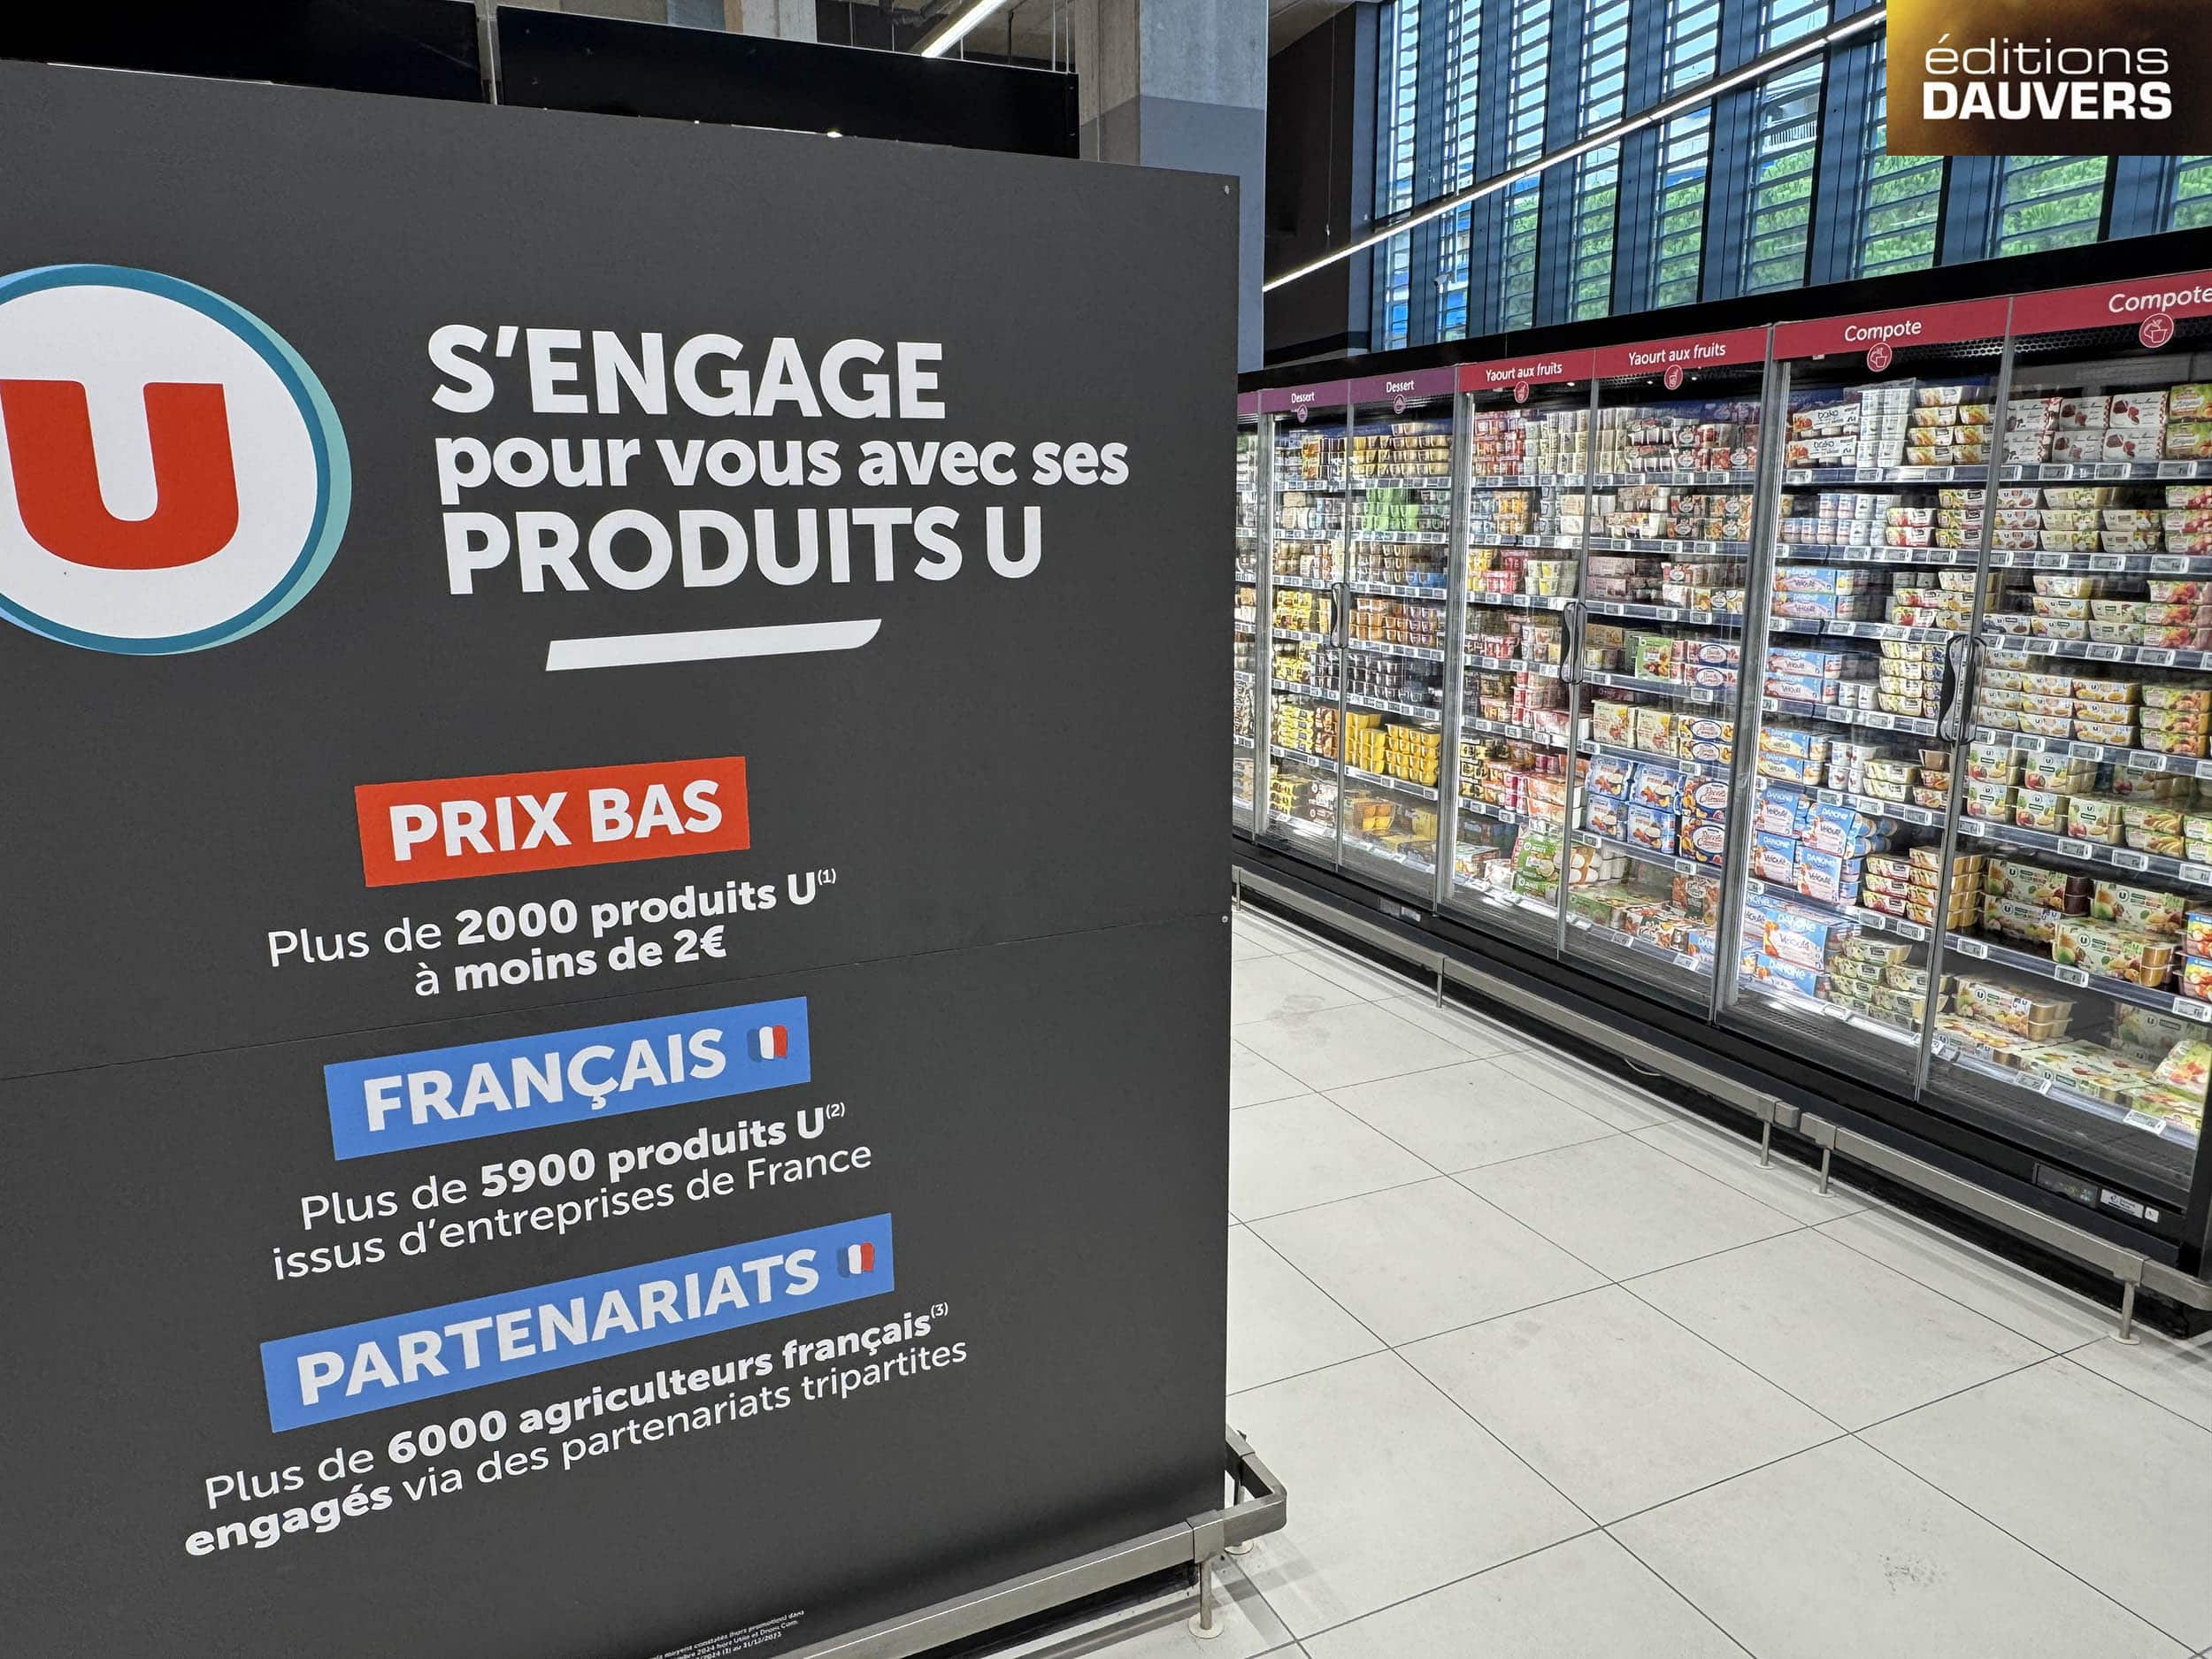 éditions
DAUVERS
U
S'ENGAGE
pour vous avec ses
PRODUITS U
PRIX BAS
Plus de 2000 produits U(1)
à moins de 2€
FRANÇAIS
Plus de 5900 produits U(2)
issus d'entreprises de France
PARTENARIATS
Plus de 6000 agriculteurs français(3)
engagés via des partenariats tripartites
Dessert
Dessert
Yaourt aux fruits
Yaourt aux fruits
Compote
Compote
DANONE
Velouté